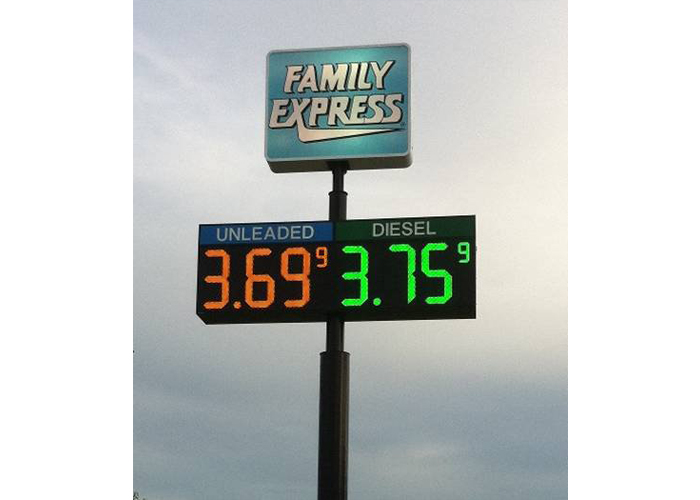 FAMILY
EXPRESS
UNLEADED DIESEL
3.69 9 3.75 9